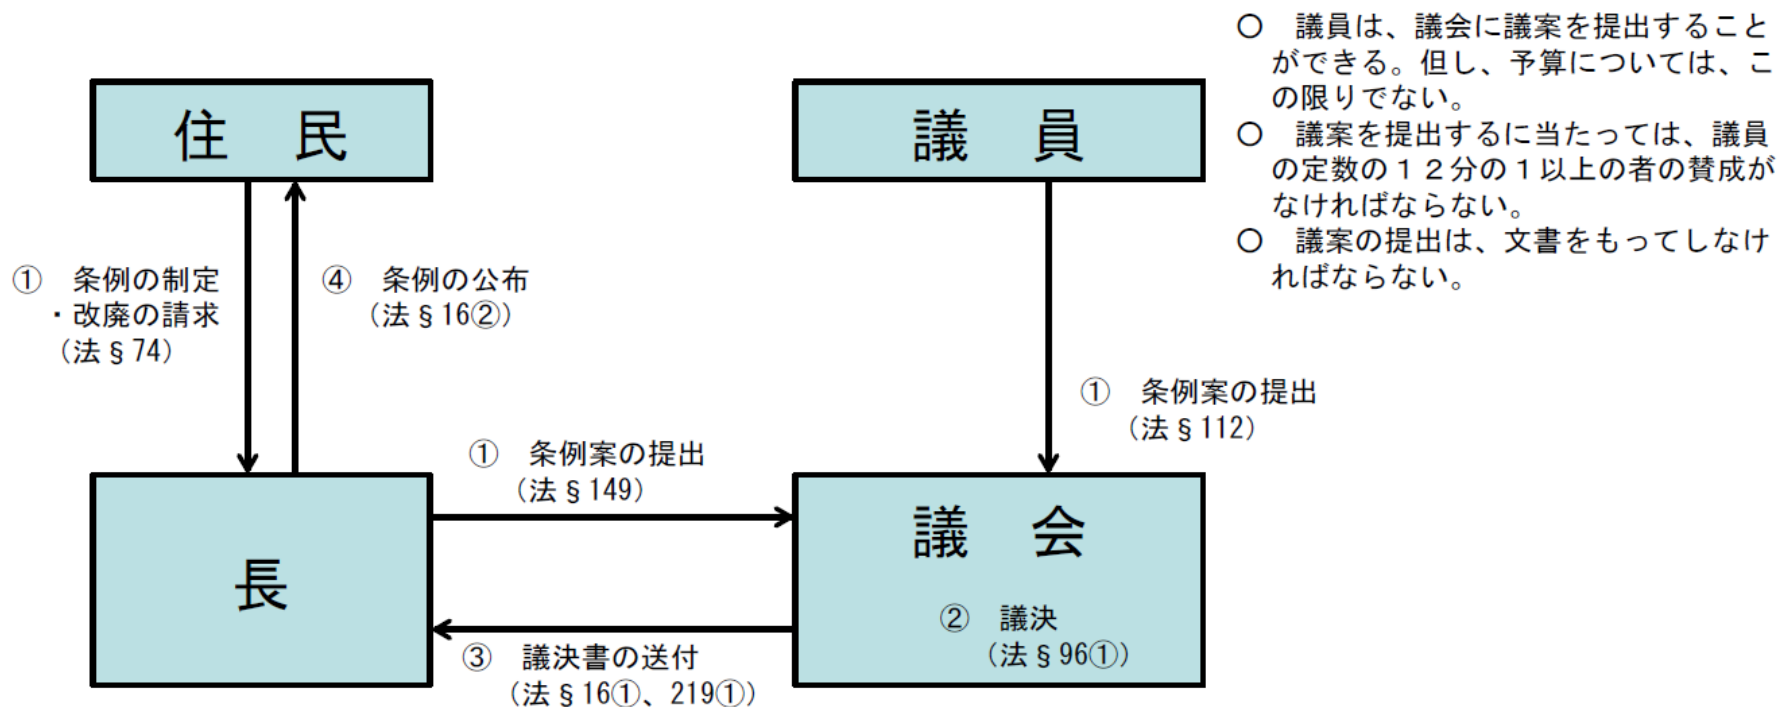 住　民
議　員
○　議員は、議会に議案を提出すること
ができる。但し、予算については、こ
の限りでない。
○　議案を提出するに当たっては、議員
の定数の１２分の１以上の者の賛成が
なければならない。
○　議案の提出は、文書をもってしなけ
ればならない。
①　条例の制定
・改廃の請求
（法§74）
④　条例の公布
（法§16②）
①　条例案の提出
（法§112）
①　条例案の提出
（法§149）
長
議　会
②　議決
（法§96①）
③　議決書の送付
（法§16①、219①）